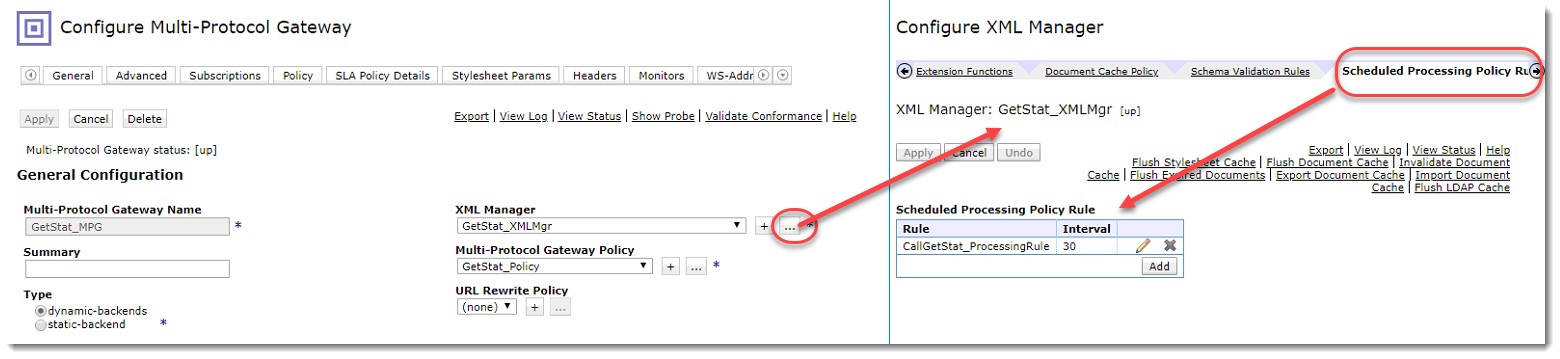 Configure Multi-Protocol Gateway
General Advanced Subscriptions Policy SLA Policy Details Stylesheet Params Headers Monitors WS-Addr
Apply Cancel Delete
Export | View Log | View Status | Show Probe | Validate Conformance | Help
Multi-Protocol Gateway status: [up]
General Configuration
Multi-Protocol Gateway Name
GetStat_MPG *
Summary
Type
dynamic-backends
static-backend *
XML Manager
GetStat_XMLMgr + ... *
Multi-Protocol Gateway Policy
GetStat_Policy + ... *
URL Rewrite Policy
(none) + ...
Configure XML Manager
Extension Functions Document Cache Policy Schema Validation Rules Scheduled Processing Policy Ru
XML Manager: GetStat_XMLMgr [up]
Apply Cancel Undo
Export | View Log | View Status | Help
Flush Stylesheet Cache | Flush Document Cache | Invalidate Document
Cache | Flush Expired Documents | Export Document Cache | Import Document
Cache | Flush LDAP Cache
Scheduled Processing Policy Rule
Rule Interval
CallGetStat_ProcessingRule 30
Add